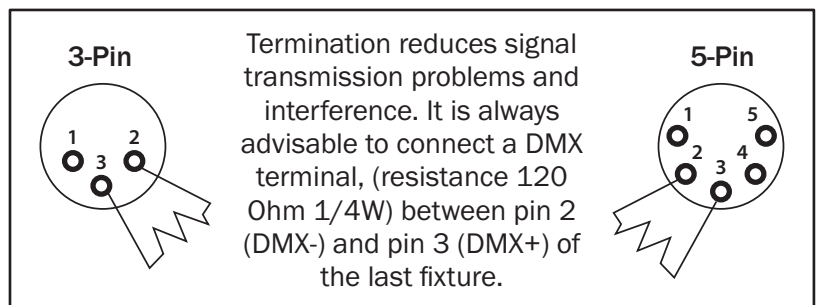 3-Pin
1
2
3
Termination reduces signal
transmission problems and
interference. It is always
advisable to connect a DMX
terminal, (resistance 120
Ohm 1/4W) between pin 2
(DMX-) and pin 3 (DMX+) of
the last fixture.
5-Pin
1
5
2
4
3